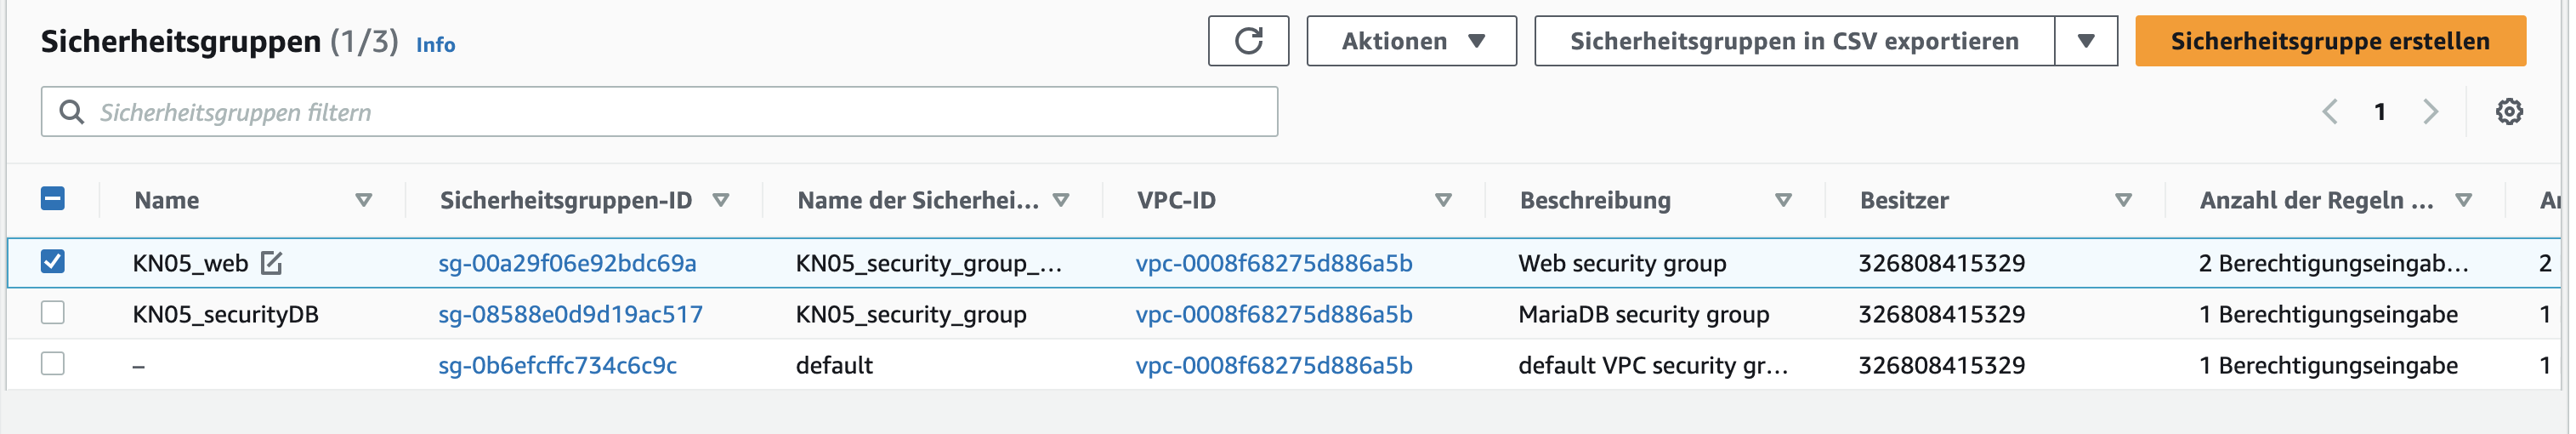 Sicherheitsgruppen (1/3) Info Aktionen Sicherheitsgruppen in CSV exportieren Sicherheitsgruppe erstellen
Sicherheitsgruppen filtern 1
Name Sicherheitsgruppen-ID Name der Sicherhei... VPC-ID Beschreibung Besitzer Anzahl der Regeln ...
KN05_web sg-00a29f06e92bdc69a KN05_security_group_... vpc-0008f68275d886a5b Web security group 326808415329 2 Berechtigungseingab... 2
KN05_securityDB sg-08588e0d9d19ac517 KN05_security_group vpc-0008f68275d886a5b MariaDB security group 326808415329 1 Berechtigungseingabe 1
– sg-0b6efcffc734c6c9c default vpc-0008f68275d886a5b default VPC security gr... 326808415329 1 Berechtigungseingabe 1